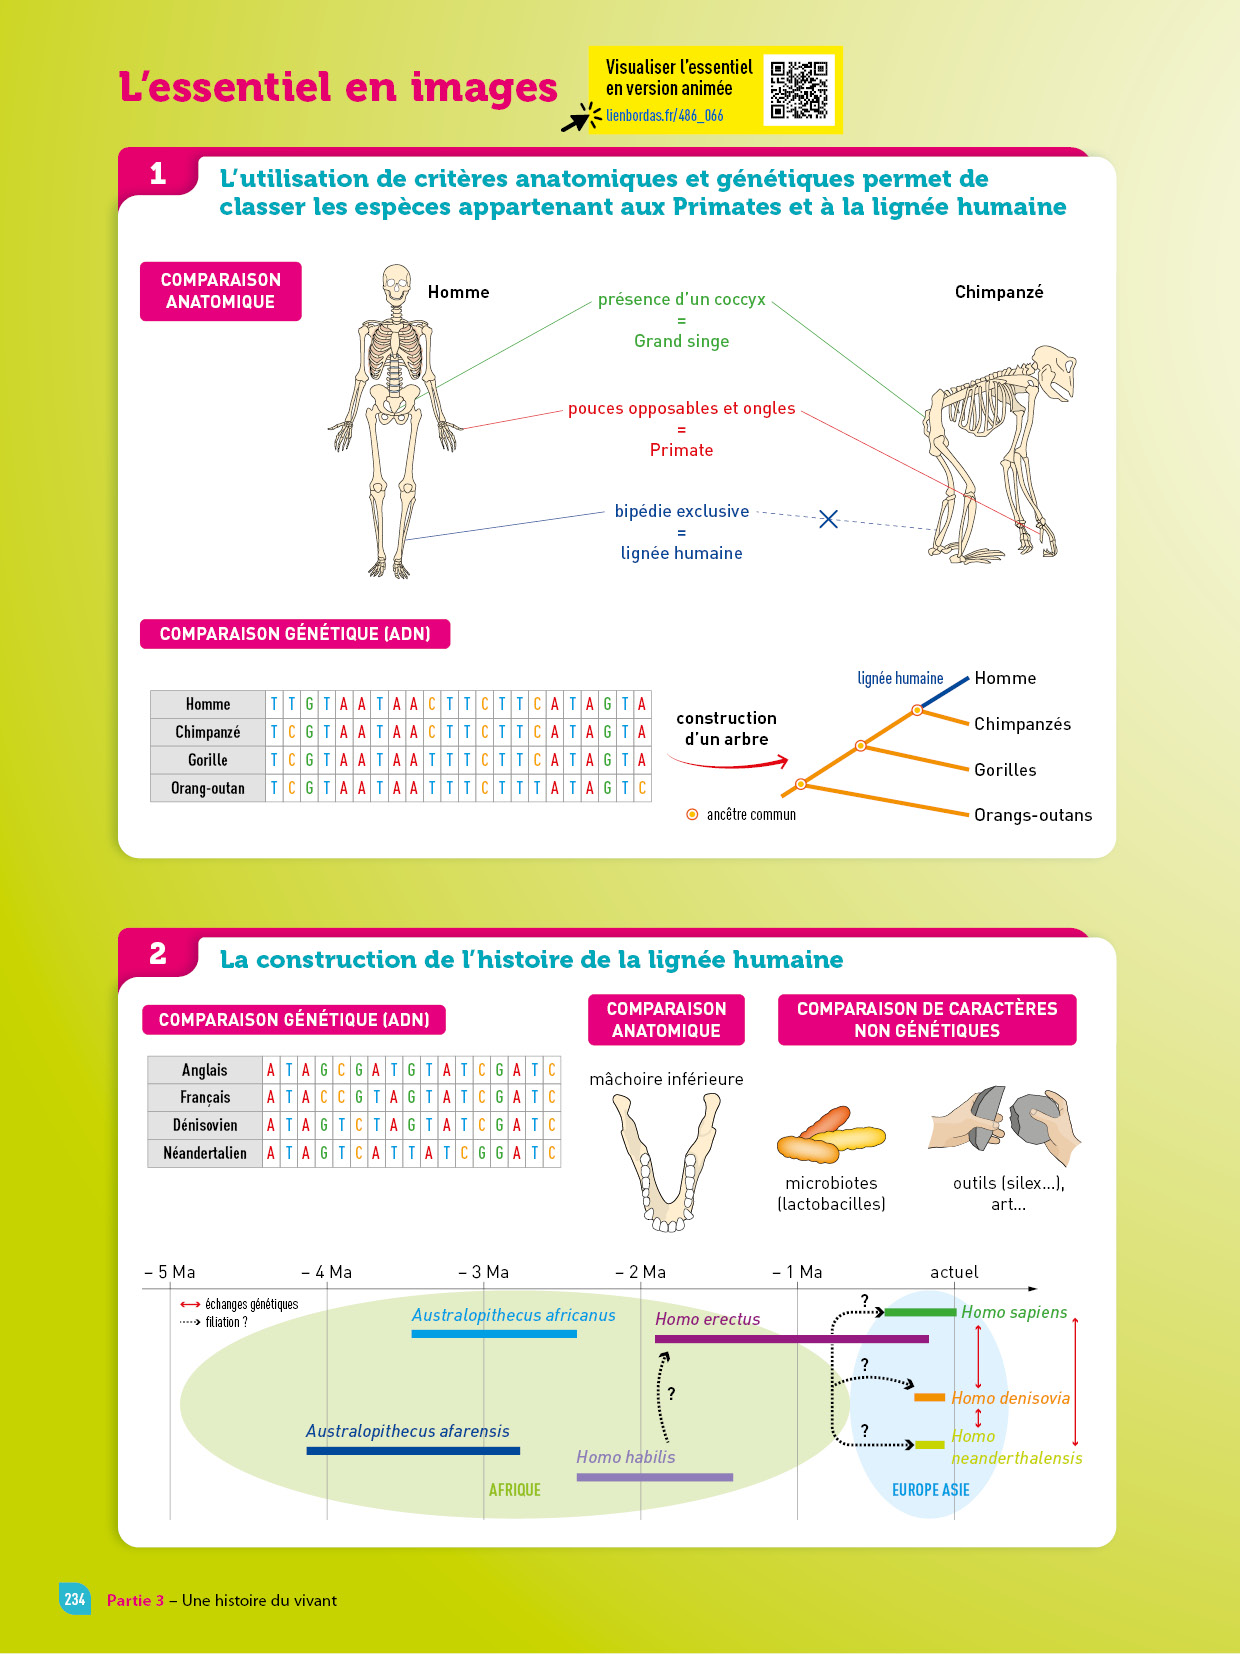 L'essentiel en images
Visualiser l'essentiel
en version animée
lienbordas.fr/486_066
1
L'utilisation de critères anatomiques et génétiques permet de
classer les espèces appartenant aux Primates et à la lignée humaine
COMPARAISON
ANATOMIQUE
Homme
présence d'un coccyx
=
Grand singe
Chimpanzé
pouces opposables et ongles
=
Primate
bipédie exclusive
=
lignée humaine
COMPARAISON GÉNÉTIQUE (ADN)
Homme T T G T A A T A A C T T C T T C A T A G T A
Chimpanzé T C G T A A T A A C T T C T T C A T A G T A
Gorille T C G T A A T A A T T T C T T C A T A G T A
Orang-outan T C G T A A T A A T T T C T T T A T A G T C
construction
d'un arbre
ancêtre commun
lignée humaine
Homme
Chimpanzés
Gorilles
Orangs-outans
2
La construction de l'histoire de la lignée humaine
COMPARAISON GÉNÉTIQUE (ADN)
Anglais A T A G C G A T G T A T C G A T C
Français A T A C C G T A G T A T C G A T C
Dénisovien A T A G T C T A G T A T C G A T C
Néandertalien A T A G T C A T T A T C G G A T C
COMPARAISON
ANATOMIQUE
mâchoire inférieure
COMPARAISON DE CARACTÈRES
NON GÉNÉTIQUES
microbiotes
(lactobacilles)
outils (silex...),
art...
– 5 Ma – 4 Ma – 3 Ma – 2 Ma – 1 Ma actuel
échanges génétiques
filiation ?
Australopithecus africanus
Homo erectus
?
Homo sapiens
?
?
Homo denisovia
Australopithecus afarensis
?
Homo
neanderthalensis
Homo habilis
AFRIQUE
EUROPE ASIE
234
Partie 3 – Une histoire du vivant